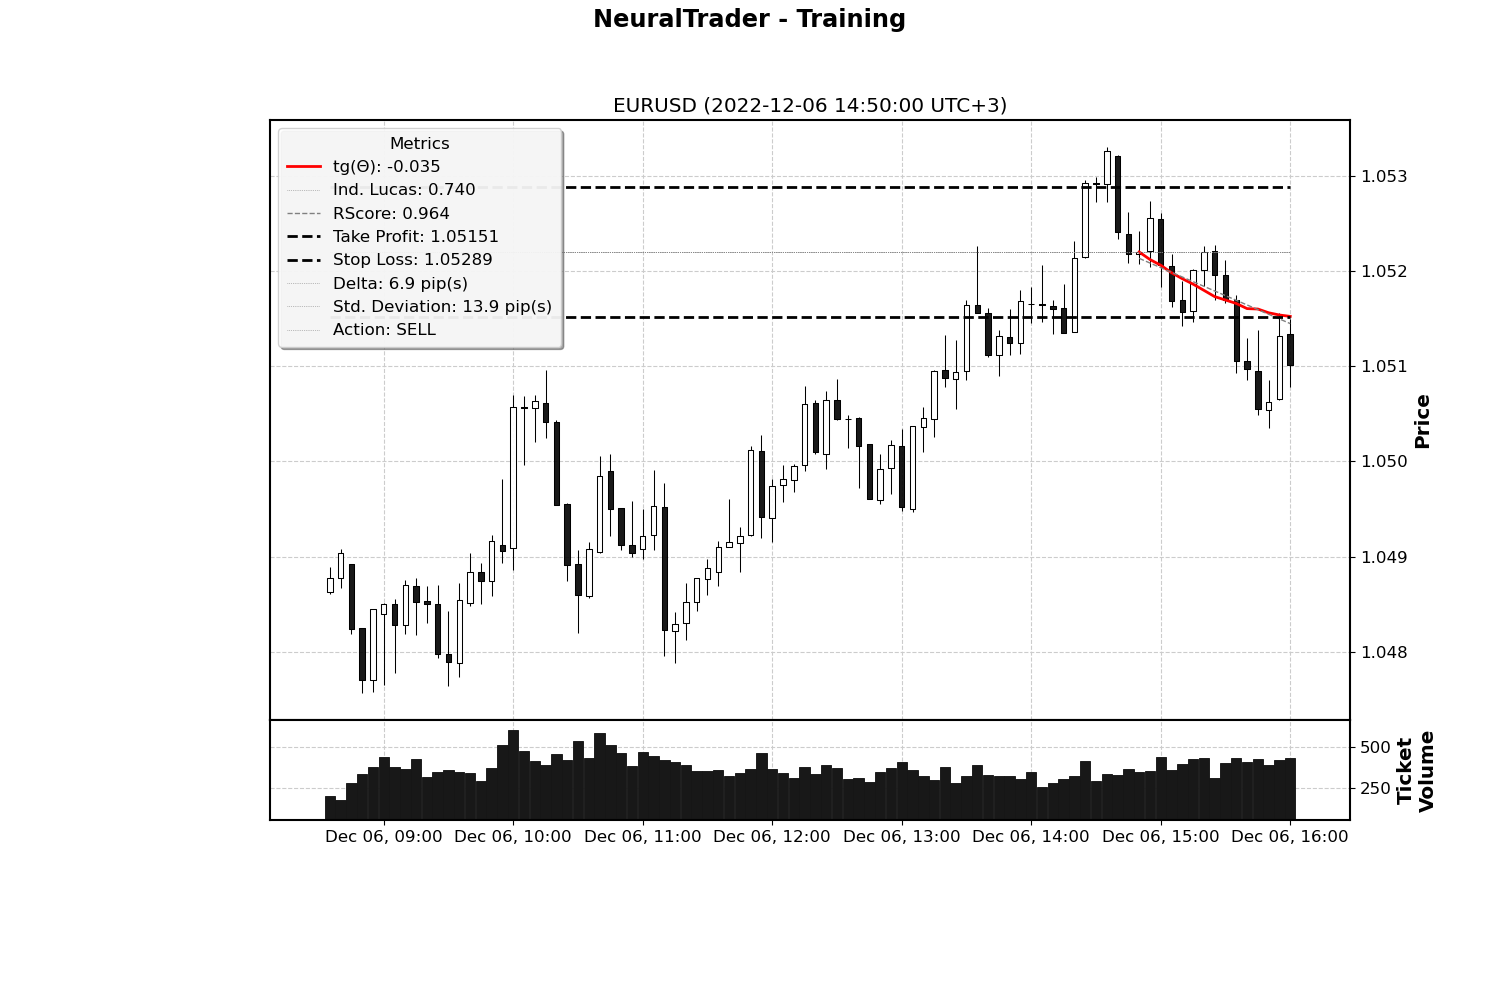 NeuralTrader - Training
EURUSD (2022-12-06 14:50:00 UTC+3)
Metrics
tg(Θ): -0.035
Ind. Lucas: 0.740
RScore: 0.964
Take Profit: 1.05151
Stop Loss: 1.05289
Delta: 6.9 pip(s)
Std. Deviation: 13.9 pip(s)
Action: SELL
1.053
1.052
1.051
1.050
1.049
1.048
Price
500
250
Ticket
Volume
Dec 06, 09:00
Dec 06, 10:00
Dec 06, 11:00
Dec 06, 12:00
Dec 06, 13:00
Dec 06, 14:00
Dec 06, 15:00
Dec 06, 16:00